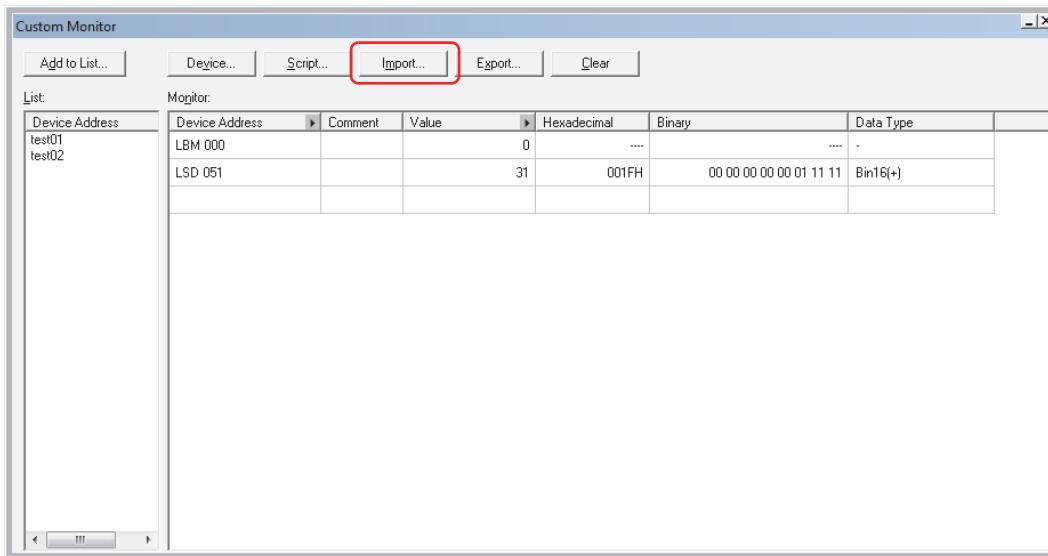 Custom Monitor
Add to List... Device... Script... Import... Export... Clear
List: Monitor:
Device Address Device Address Comment Value Hexadecimal Binary Data Type
test01
test02
LBM 000 0 ---- ---- -
LSD 051 31 001FH 00 00 00 00 00 01 11 11 Bin16(+)